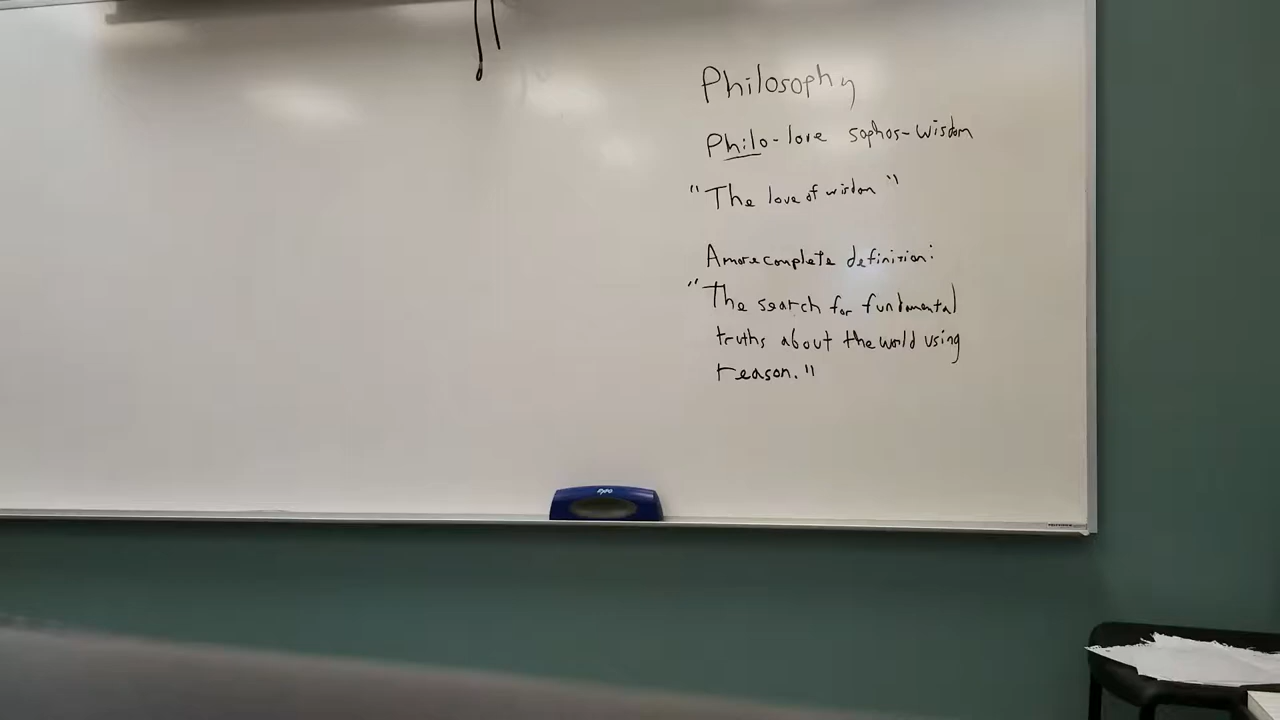 Philosophy
Philo-love sophos-wisdom
"The love of wisdom"
A more complete definition:
"The search for fundamental
truths about the world using
reason."
EXPO